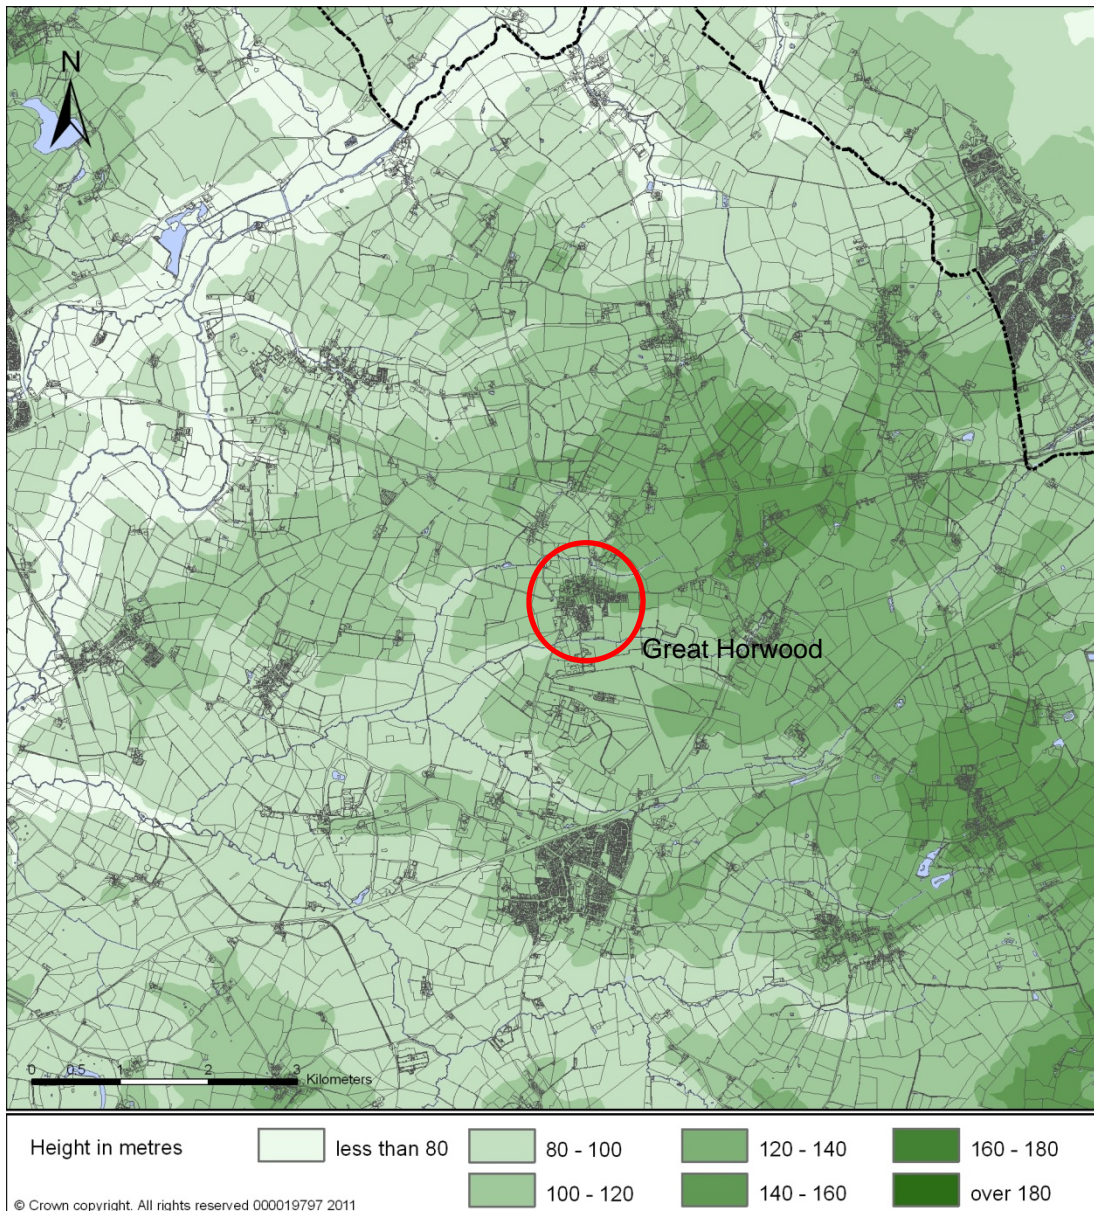 N
Great Horwood
0 0.5 1 2 3 Kilometers
Height in metres
less than 80
80 - 100
120 - 140
160 - 180
100 - 120
140 - 160
over 180
© Crown copyright. All rights reserved 000019797 2011